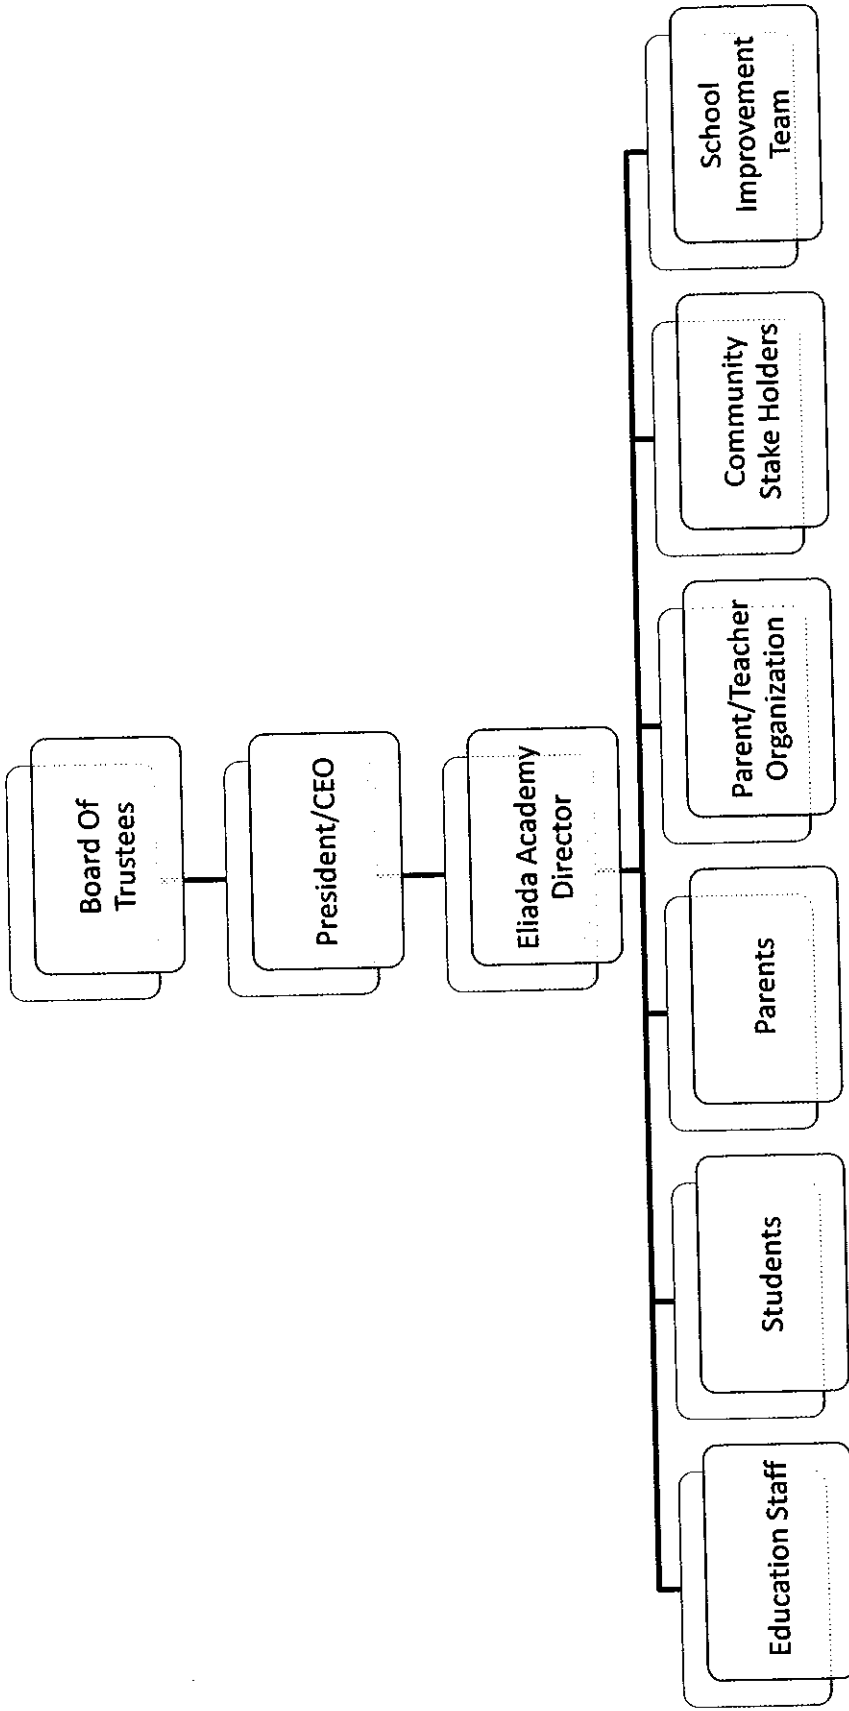 Board Of
Trustees
President/CEO
Eliada Academy
Director
Education Staff
Students
Parents
Parent/Teacher
Organization
Community
Stake Holders
School
Improvement
Team